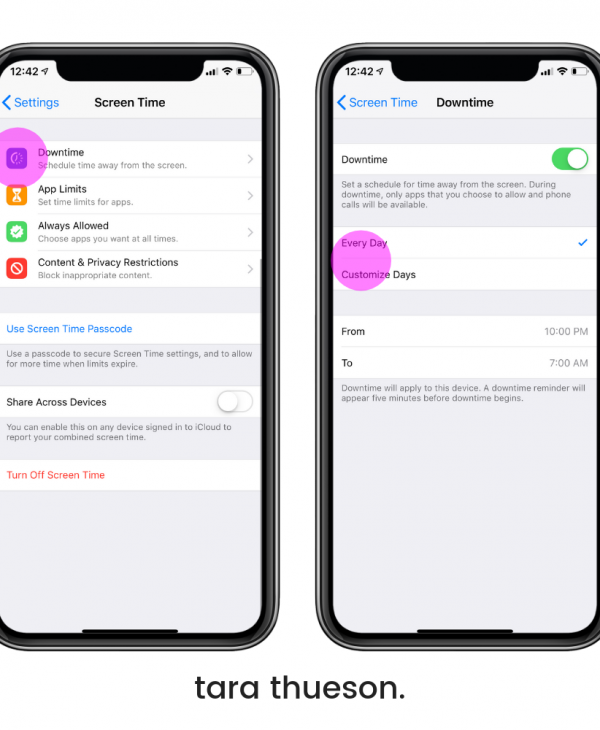 12:42
Settings
Screen Time
Downtime
Schedule time away from the screen.
App Limits
Set time limits for apps.
Always Allowed
Choose apps you want at all times.
Content & Privacy Restrictions
Block inappropriate content.
Use Screen Time Passcode
Use a passcode to secure Screen Time settings, and to allow
for more time when limits expire.
Share Across Devices
You can enable this on any device signed in to iCloud to
report your combined screen time.
Turn Off Screen Time
12:42
Screen Time
Downtime
Downtime
Set a schedule for time away from the screen. During
downtime, only apps that you choose to allow and phone
calls will be available.
Every Day
Customize Days
From
10:00 PM
To
7:00 AM
Downtime will apply to this device. A downtime reminder will
appear five minutes before downtime begins.
tara thueson.